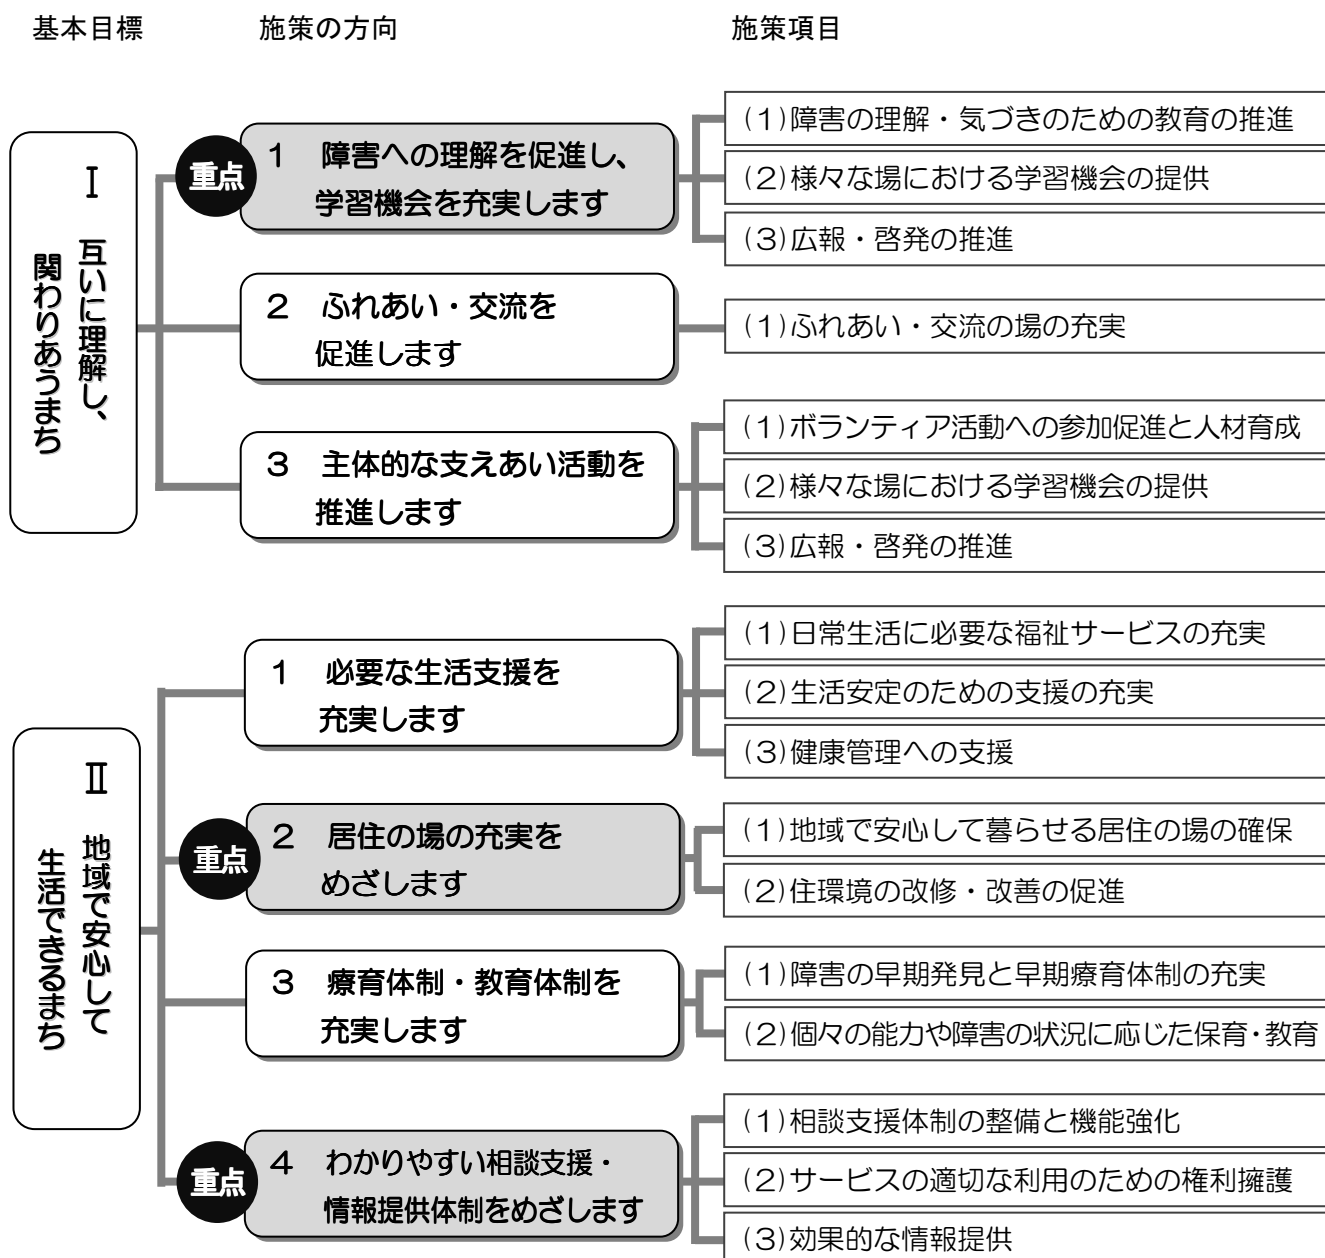 基本目標 施策の方向 施策項目
Ⅰ 互いに理解し、
関わりあうまち
重点
1 障害への理解を促進し、
学習機会を充実します
(1)障害の理解・気づきのための教育の推進
(2)様々な場における学習機会の提供
(3)広報・啓発の推進
2 ふれあい・交流を
促進します
(1)ふれあい・交流の場の充実
3 主体的な支えあい活動を
推進します
(1)ボランティア活動への参加促進と人材育成
(2)様々な場における学習機会の提供
(3)広報・啓発の推進
Ⅱ 地域で安心して
生活できるまち
1 必要な生活支援を
充実します
(1)日常生活に必要な福祉サービスの充実
(2)生活安定のための支援の充実
(3)健康管理への支援
重点
2 居住の場の充実を
めざします
(1)地域で安心して暮らせる居住の場の確保
(2)住環境の改修・改善の促進
3 療育体制・教育体制を
充実します
(1)障害の早期発見と早期療育体制の充実
(2)個々の能力や障害の状況に応じた保育・教育
重点
4 わかりやすい相談支援・
情報提供体制をめざします
(1)相談支援体制の整備と機能強化
(2)サービスの適切な利用のための権利擁護
(3)効果的な情報提供